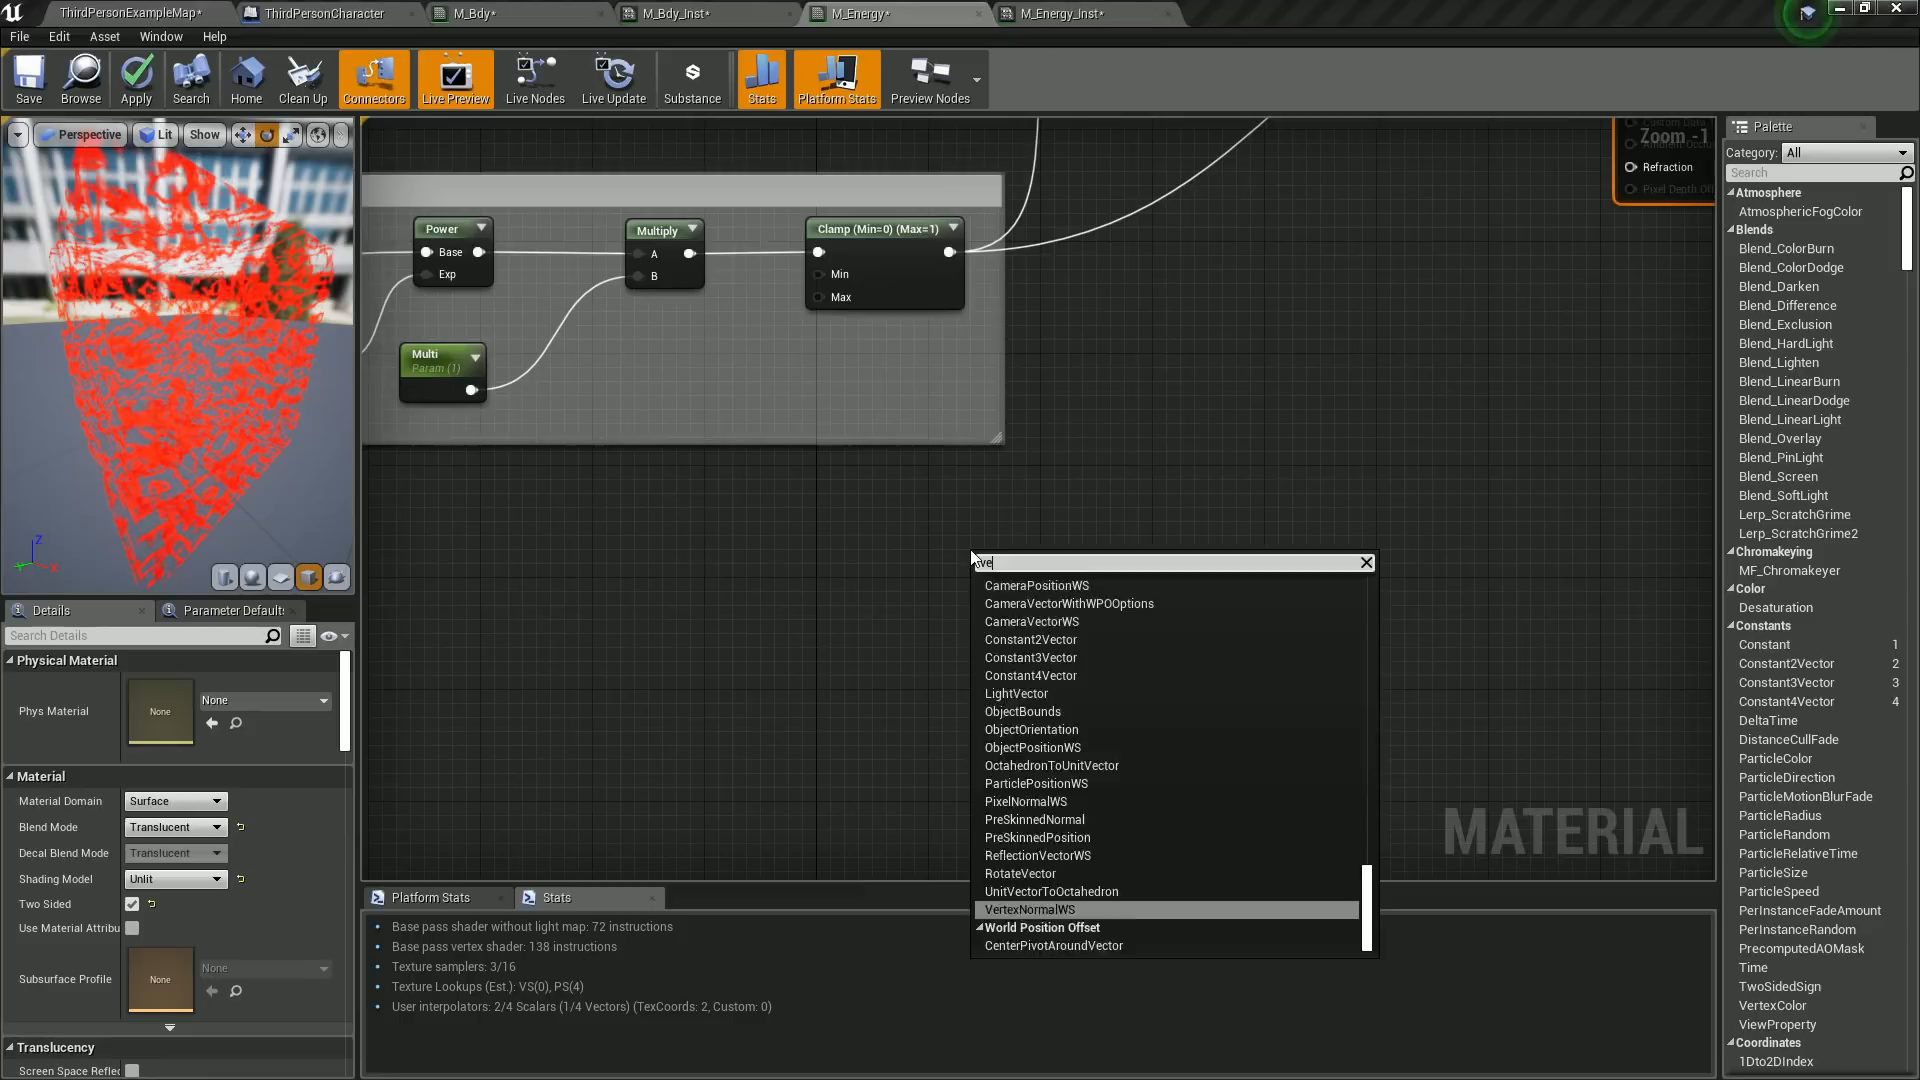 ThirdPersonExampleMap*
ThirdPersonCharacter
M_Bdy*
M_Bdy_Inst*
M_Energy*
M_Energy_Inst*
File
Edit
Asset
Window
Help
Save
Browse
Apply
Search
Home
Clean Up
Connectors
Live Preview
Live Nodes
Live Update
Substance
Stats
Platform Stats
Preview Nodes
Perspective
Lit
Show
Z
X
Y
Power
Base
Exp
Multiply
A
B
Clamp (Min=0) (Max=1)
Min
Max
Multi
Param (1)
Custom Data
Zoom -1
Ambient Occlu
Refraction
Pixel Depth Off
ve
CameraPositionWS
CameraVectorWithWPOOptions
CameraVectorWS
Constant2Vector
Constant3Vector
Constant4Vector
LightVector
ObjectBounds
ObjectOrientation
ObjectPositionWS
OctahedronToUnitVector
ParticlePositionWS
PixelNormalWS
PreSkinnedNormal
PreSkinnedPosition
ReflectionVectorWS
RotateVector
UnitVectorToOctahedron
VertexNormalWS
World Position Offset
CenterPivotAroundVector
MATERIAL
Details
Parameter Default
Search Details
Physical Material
Phys Material
None
None
Material
Material Domain
Surface
Blend Mode
Translucent
Decal Blend Mode
Translucent
Shading Model
Unlit
Two Sided
Use Material Attribu
Subsurface Profile
None
None
Translucency
Screen Space Reflec
Platform Stats
Stats
Base pass shader without light map: 72 instructions
Base pass vertex shader: 138 instructions
Texture samplers: 3/16
Texture Lookups (Est.): VS(0), PS(4)
User interpolators: 2/4 Scalars (1/4 Vectors) (TexCoords: 2, Custom: 0)
Palette
Category: All
Search
Atmosphere
AtmosphericFogColor
Blends
Blend_ColorBurn
Blend_ColorDodge
Blend_Darken
Blend_Difference
Blend_Exclusion
Blend_HardLight
Blend_Lighten
Blend_LinearBurn
Blend_LinearDodge
Blend_LinearLight
Blend_Overlay
Blend_PinLight
Blend_Screen
Blend_SoftLight
Lerp_ScratchGrime
Lerp_ScratchGrime2
Chromakeying
MF_Chromakeyer
Color
Desaturation
Constants
Constant 1
Constant2Vector 2
Constant3Vector 3
Constant4Vector 4
DeltaTime
DistanceCullFade
ParticleColor
ParticleDirection
ParticleMotionBlurFade
ParticleRadius
ParticleRandom
ParticleRelativeTime
ParticleSize
ParticleSpeed
PerInstanceFadeAmount
PerInstanceRandom
PrecomputedAOMask
Time
TwoSidedSign
VertexColor
ViewProperty
Coordinates
1Dto2DIndex